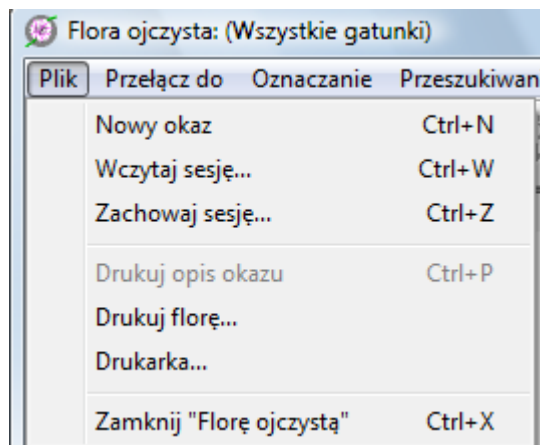 Flora ojczysta: (Wszystkie gatunki)
Plik Przełącz do Oznaczanie Przeszukiwan
Nowy okaz Ctrl+N
Wczytaj sesję... Ctrl+W
Zachowaj sesję... Ctrl+Z
Drukuj opis okazu Ctrl+P
Drukuj florę...
Drukarka...
Zamknij "Florę ojczystą" Ctrl+X